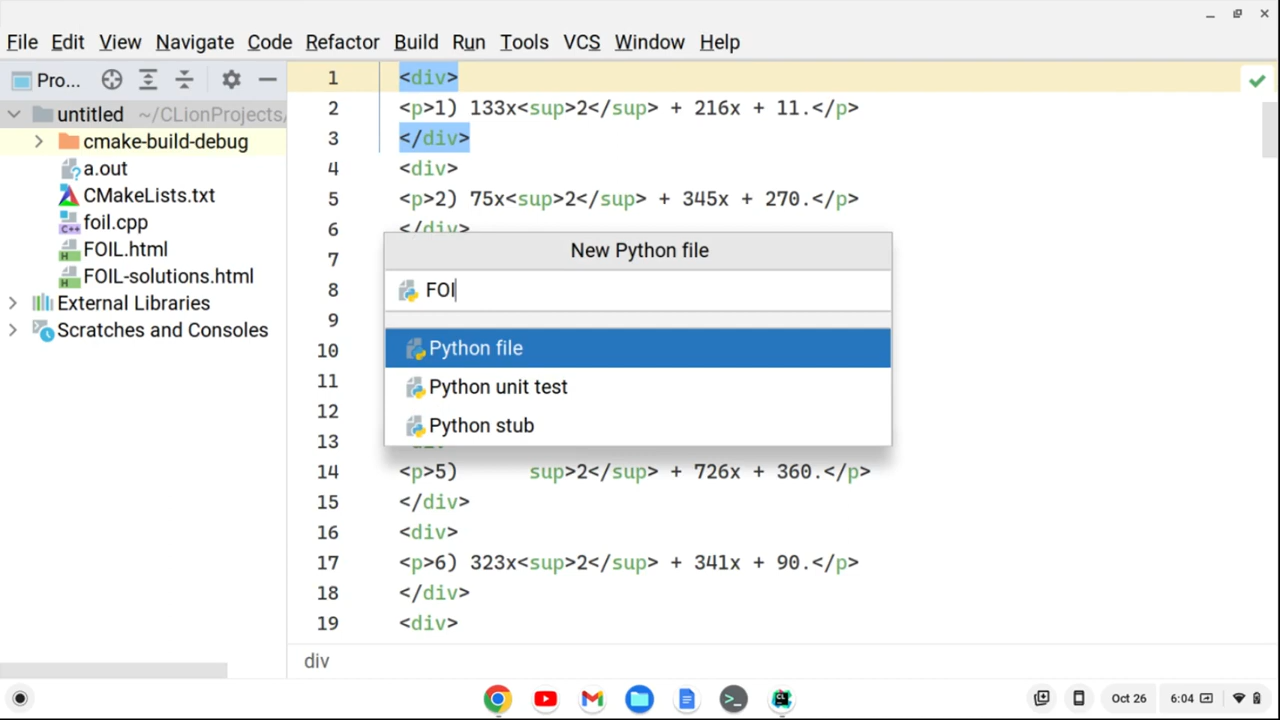 File Edit View Navigate Code Refactor Build Run Tools VCS Window Help
Pro...
untitled ~/CLionProjects/
cmake-build-debug
a.out
CMakeLists.txt
foil.cpp
FOIL.html
FOIL-solutions.html
External Libraries
Scratches and Consoles
1 <div>
2 <p>1) 133x<sup>2</sup> + 216x + 11.</p>
3 </div>
4 <div>
5 <p>2) 75x<sup>2</sup> + 345x + 270.</p>
6 </div>
7
8
9
10
11
12
13
14 <p>5) sup>2</sup> + 726x + 360.</p>
15 </div>
16 <div>
17 <p>6) 323x<sup>2</sup> + 341x + 90.</p>
18 </div>
19 <div>
New Python file
FOI
Python file
Python unit test
Python stub
div
Oct 26 6:04